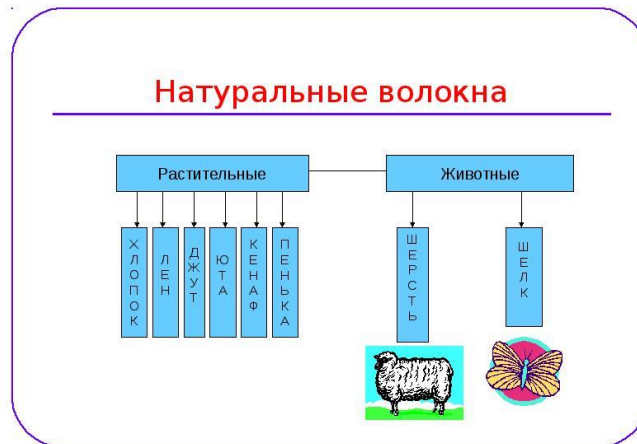 Натуральные волокна
Растительные
Животные
ХЛОПОК
ЛЕН
ДЖУТ
ЮТА
КЕНАФ
ПЕНЬКА
ШЕРСТЬ
ШЕЛК